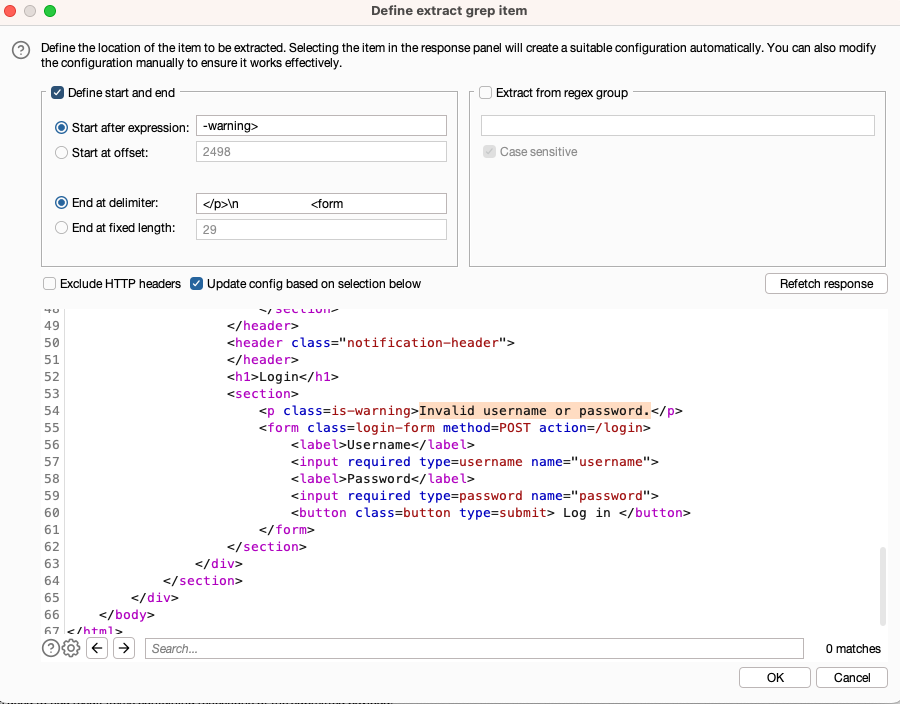 Define extract grep item
Define the location of the item to be extracted. Selecting the item in the response panel will create a suitable configuration automatically. You can also modify
the configuration manually to ensure it works effectively.
Define start and end
Start after expression: -warning>
Start at offset: 2498
End at delimiter: </p>\n                    <form
End at fixed length: 29
Extract from regex group
Case sensitive
Exclude HTTP headers Update config based on selection below Refetch response
48 </section>
49 </header>
50 <header class="notification-header">
51 </header>
52 <h1>Login</h1>
53 <section>
54 <p class=is-warning>Invalid username or password.</p>
55 <form class=login-form method=POST action=/login>
56 <label>Username</label>
57 <input required type=username name="username">
58 <label>Password</label>
59 <input required type=password name="password">
60 <button class=button type=submit> Log in </button>
61 </form>
62 </section>
63 </div>
64 </section>
65 </div>
66 </body>
67 </html>
Search...
0 matches
OK Cancel